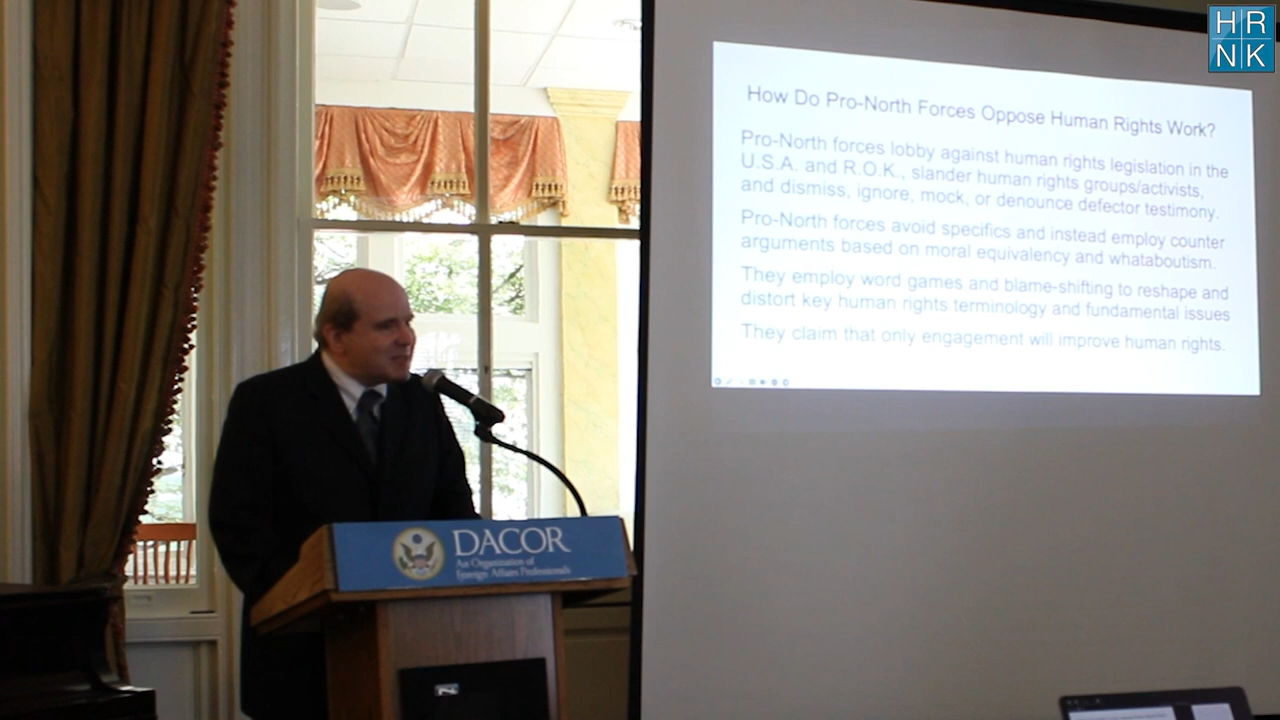 HR
NK
How Do Pro-North Forces Oppose Human Rights Work?
Pro-North forces lobby against human rights legislation in the
U.S.A. and R.O.K., slander human rights groups/activists,
and dismiss, ignore, mock, or denounce defector testimony.
Pro-North forces avoid specifics and instead employ counter
arguments based on moral equivalency and whataboutism.
They employ word games and blame-shifting to reshape and
distort key human rights terminology and fundamental issues
They claim that only engagement will improve human rights.
DACOR
An Organization of
Foreign Affairs Professionals